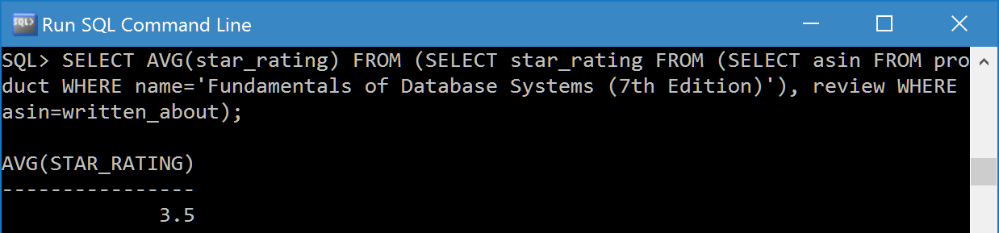 SQL> Run SQL Command Line
SQL> SELECT AVG(star_rating) FROM (SELECT star_rating FROM (SELECT asin FROM pro
duct WHERE name='Fundamentals of Database Systems (7th Edition)'), review WHERE
asin=written_about);
AVG(STAR_RATING)
----------------
3.5